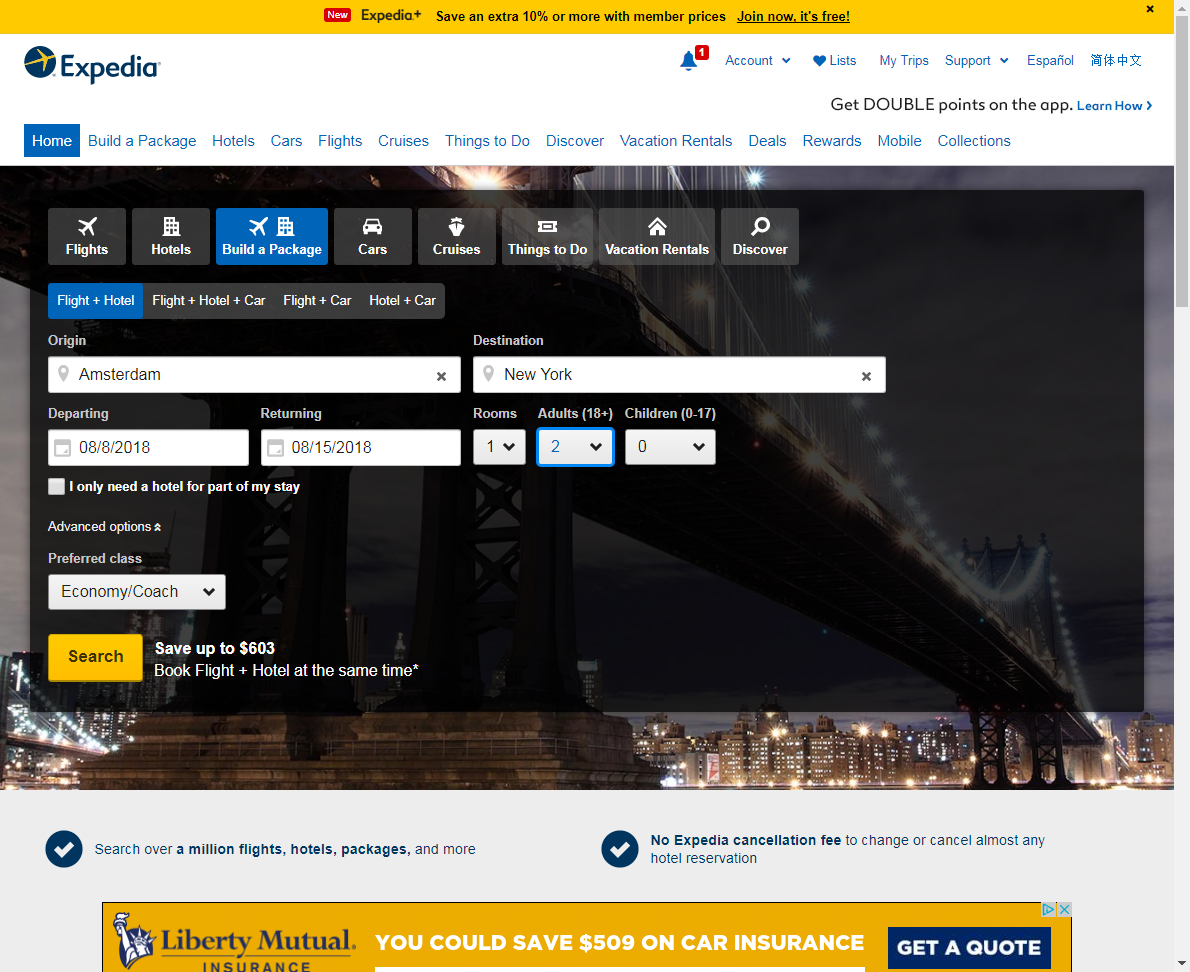 New Expedia+ Save an extra 10% or more with member prices Join now, it's free!
Expedia
1 Account Lists My Trips Support Español 简体中文
Get DOUBLE points on the app. Learn How
Home Build a Package Hotels Cars Flights Cruises Things to Do Discover Vacation Rentals Deals Rewards Mobile Collections
Flights Hotels Build a Package Cars Cruises Things to Do Vacation Rentals Discover
Flight + Hotel Flight + Hotel + Car Flight + Car Hotel + Car
Origin Destination
Amsterdam New York
Departing Returning Rooms Adults (18+) Children (0-17)
08/8/2018 08/15/2018 1 2 0
I only need a hotel for part of my stay
Advanced options
Preferred class
Economy/Coach
Search
Save up to $603
Book Flight + Hotel at the same time*
Search over a million flights, hotels, packages, and more
No Expedia cancellation fee to change or cancel almost any
hotel reservation
Liberty Mutual.
INSURANCE
YOU COULD SAVE $509 ON CAR INSURANCE
GET A QUOTE